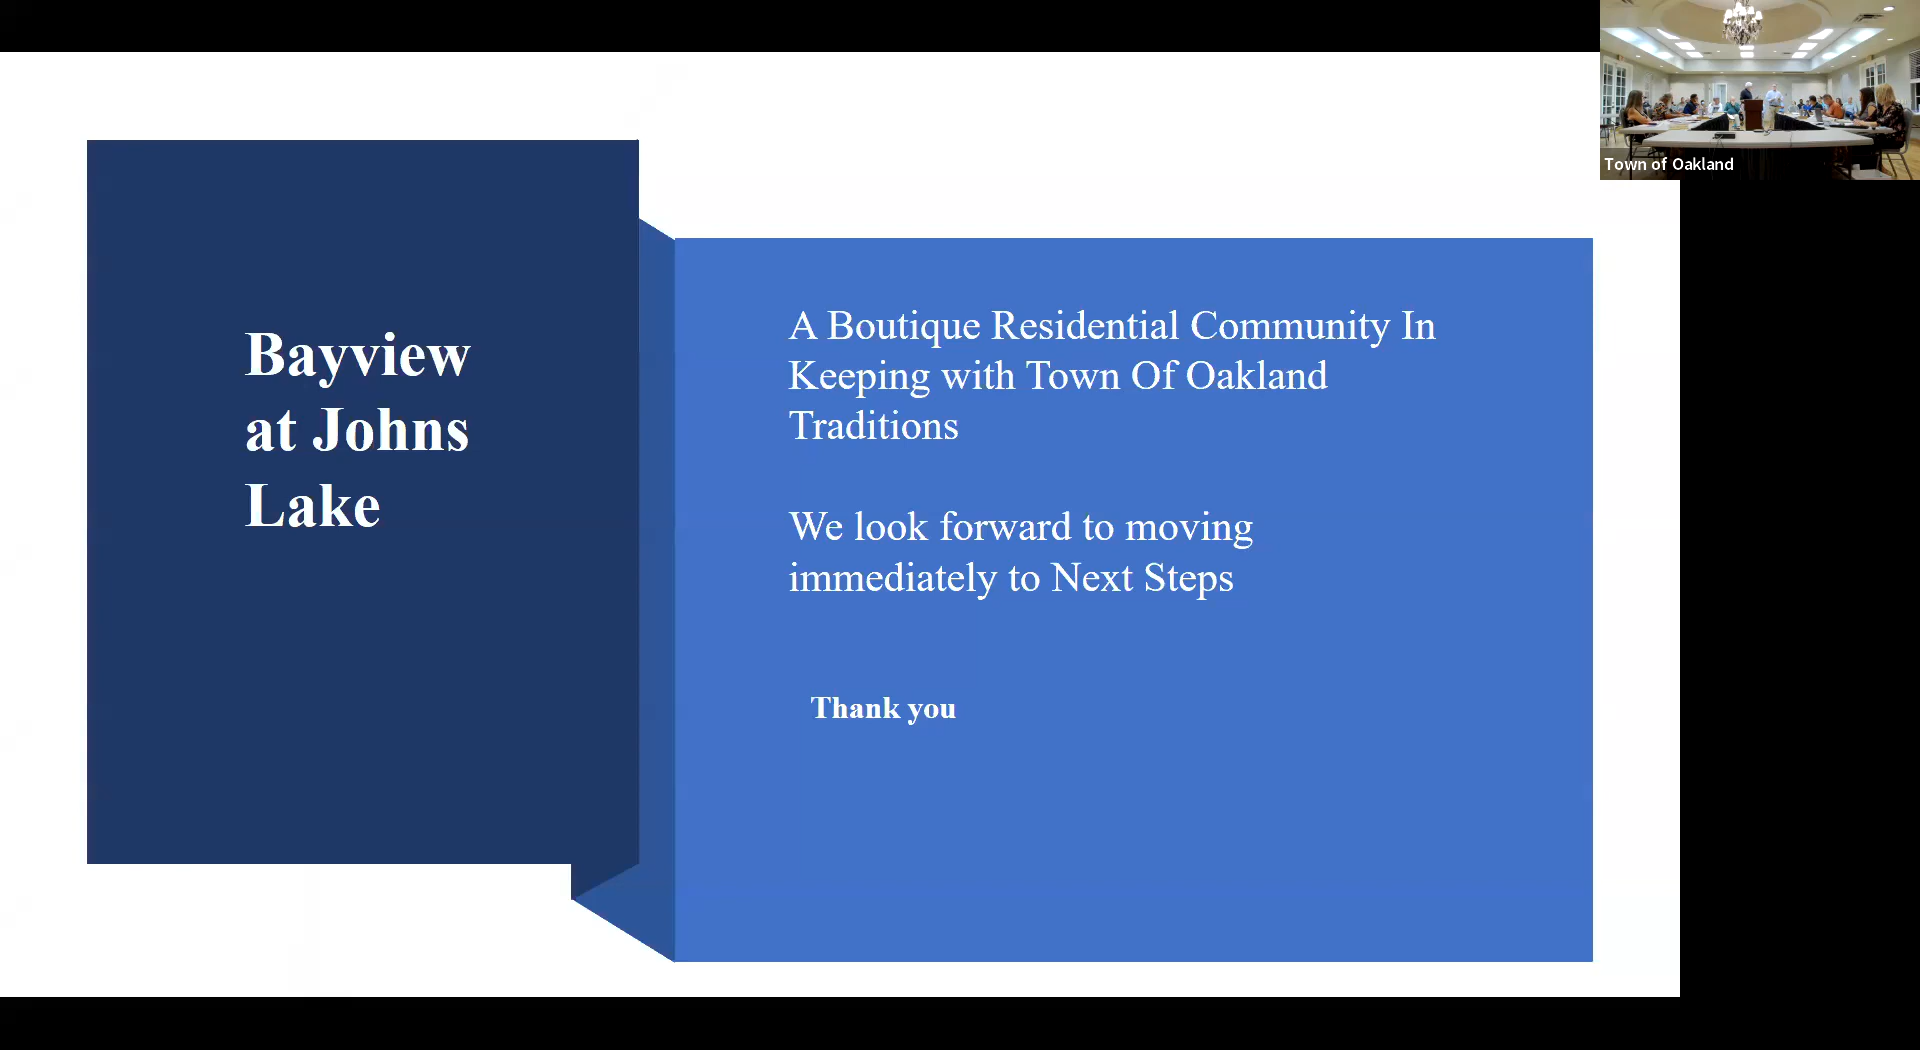 Bayview
at Johns
Lake
A Boutique Residential Community In
Keeping with Town Of Oakland
Traditions
We look forward to moving
immediately to Next Steps
Thank you
Town of Oakland